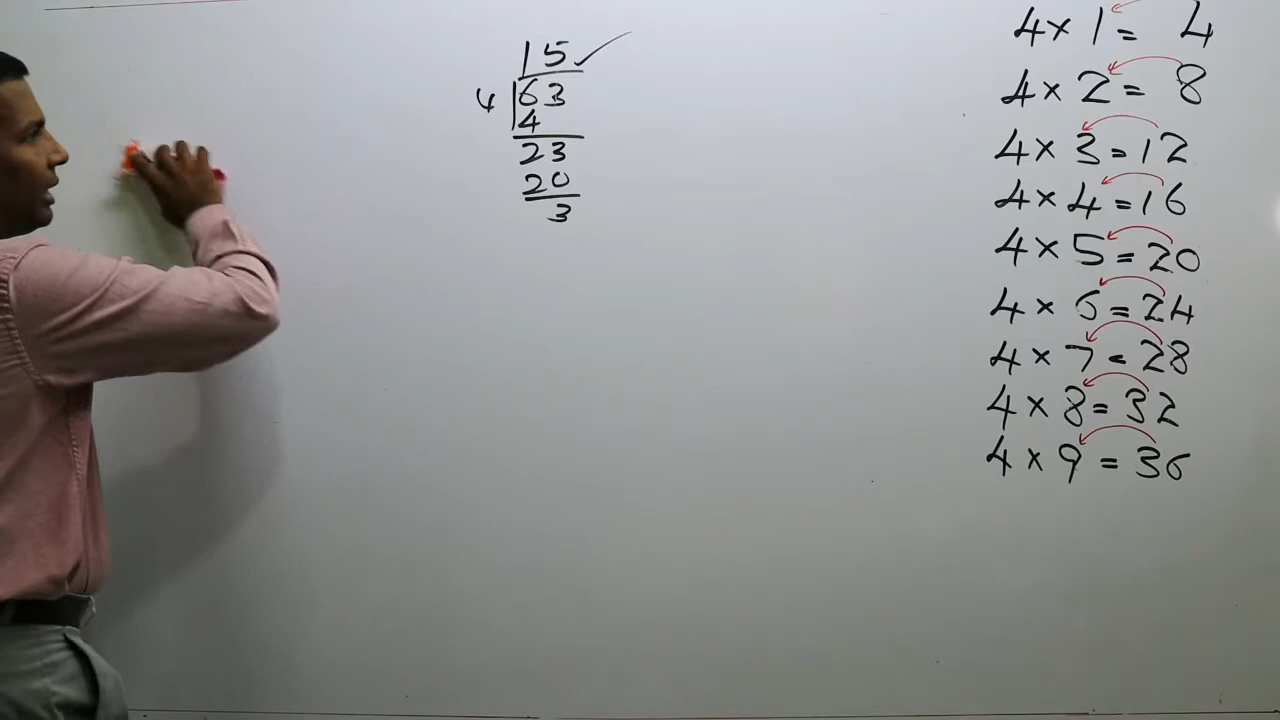 15 ✓
4 63
4
23
20
3
4 × 1 = 4
4 × 2 = 8
4 × 3 = 12
4 × 4 = 16
4 × 5 = 20
4 × 6 = 24
4 × 7 = 28
4 × 8 = 32
4 × 9 = 36